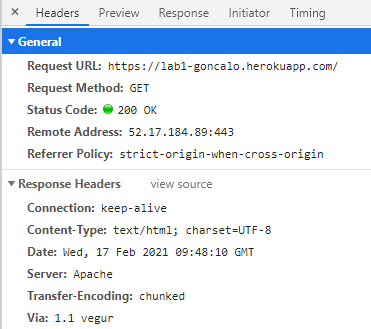 × Headers Preview Response Initiator Timing
▼ General
Request URL: https://lab1-goncalo.herokuapp.com/
Request Method: GET
Status Code: 200 OK
Remote Address: 52.17.184.89:443
Referrer Policy: strict-origin-when-cross-origin
▼ Response Headers view source
Connection: keep-alive
Content-Type: text/html; charset=UTF-8
Date: Wed, 17 Feb 2021 09:48:10 GMT
Server: Apache
Transfer-Encoding: chunked
Via: 1.1 vegur